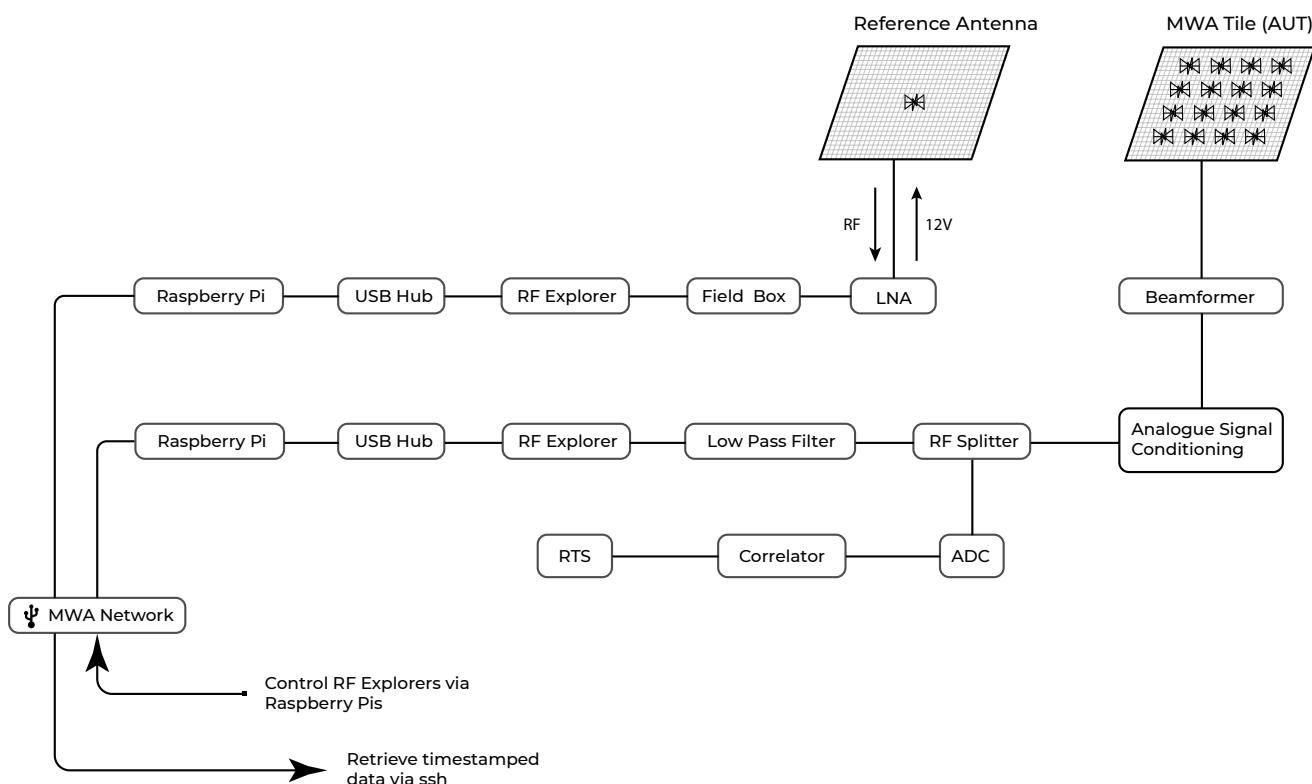 Reference Antenna
MWA Tile (AUT)
RF
12V
Raspberry Pi
USB Hub
RF Explorer
Field Box
LNA
Beamformer
Raspberry Pi
USB Hub
RF Explorer
Low Pass Filter
RF Splitter
Analogue Signal
Conditioning
RTS
Correlator
ADC
MWA Network
Control RF Explorers via
Raspberry Pis
Retrieve timestamped
data via ssh